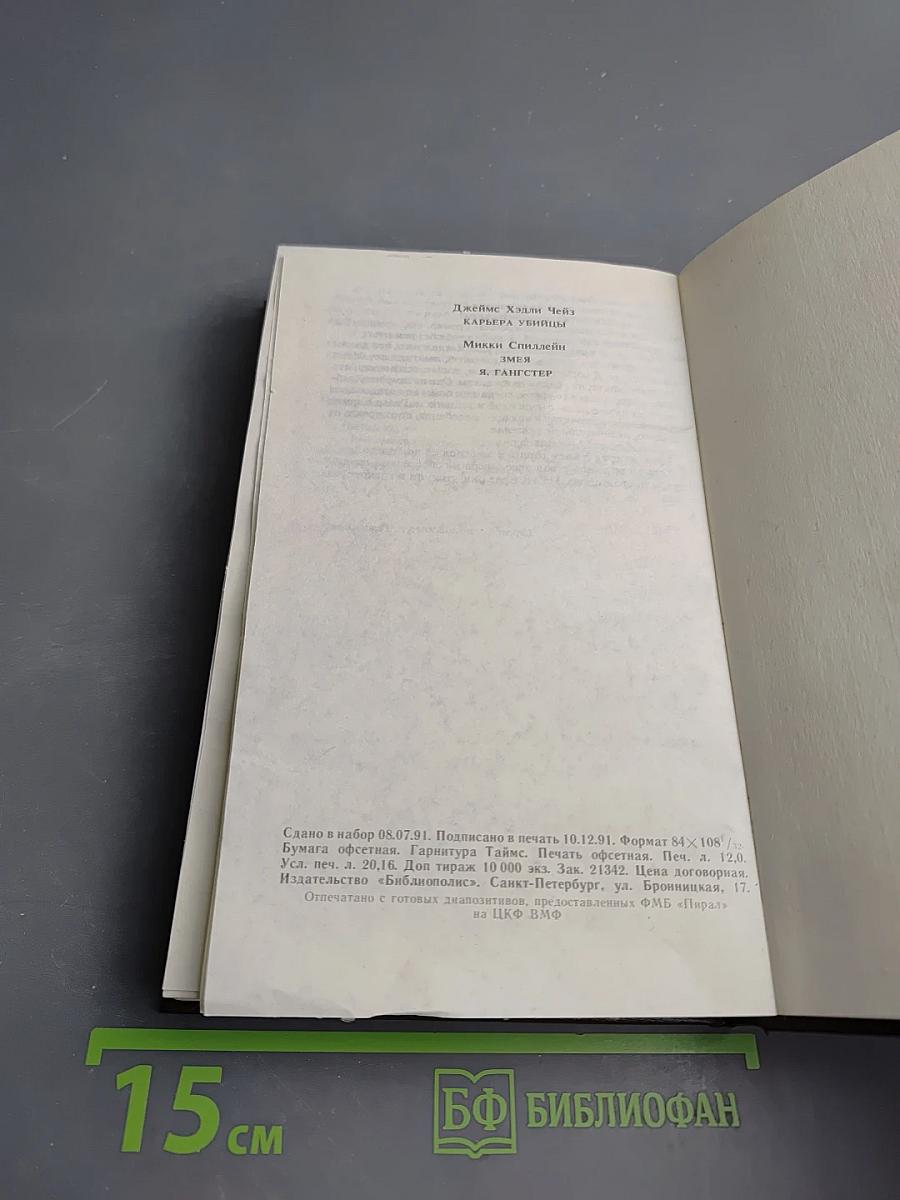 Джеймс Хэдли Чейз
КАРЬЕРА УБИЙЦЫ
Микки Спиллейн
ЗМЕЯ
Я, ГАНГСТЕР
Сдано в набор 08.07.91. Подписано в печать 10.12.91. Формат 84×108¹/₃₂.
Бумага офсетная. Гарнитура Таймс. Печать офсетная. Печ. л. 12,0.
Усл. печ. л. 20,16. Доп тираж 10 000 экз. Зак. 21342. Цена договорная.
Издательство «Библиополис». Санкт-Петербург, ул. Бронницкая, 17.
Отпечатано с готовых диапозитивов, предоставленных ФМБ «Пирал»
на ЦКФ ВМФ
15 см
БФ БИБЛИОФАН